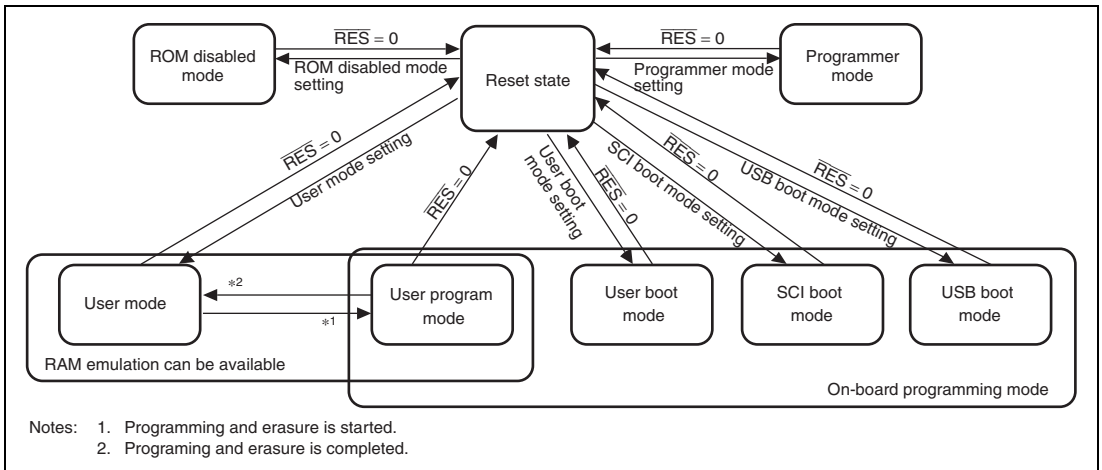 ROM disabled
mode
RES = 0
ROM disabled mode
setting
Reset state
RES = 0
Programmer mode
setting
Programmer
mode
RES = 0
User mode setting
RES = 0
User boot
mode setting
RES = 0
SCI boot mode setting
RES = 0
USB boot mode setting
RES = 0
User mode
*2
*1
User program
mode
User boot
mode
SCI boot
mode
USB boot
mode
RAM emulation can be available
On-board programming mode
Notes: 1. Programming and erasure is started.
2. Programing and erasure is completed.